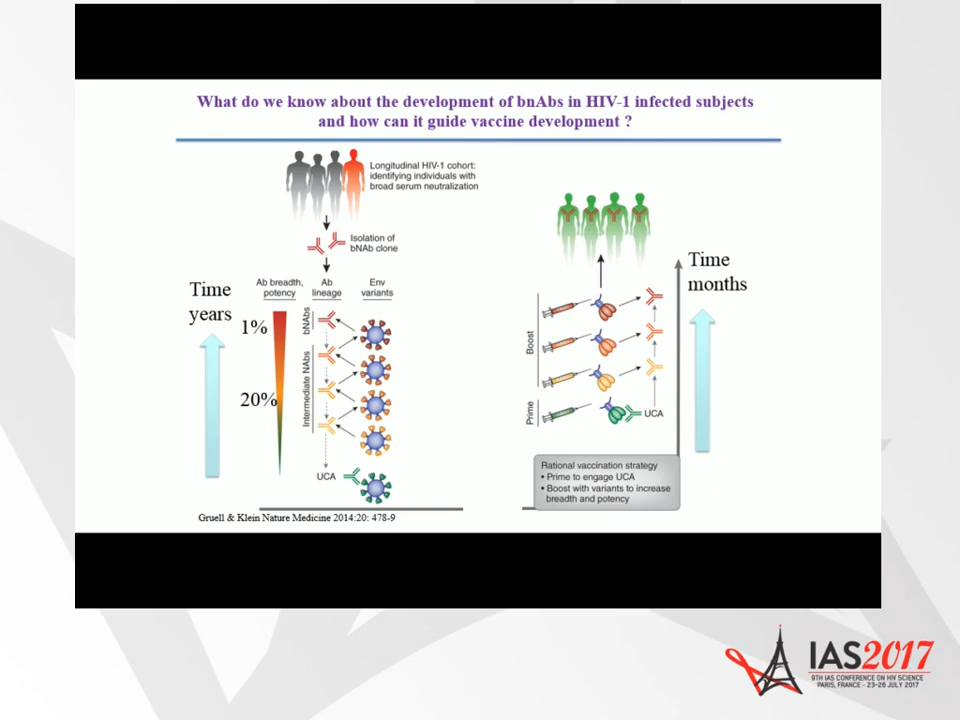 What do we know about the development of bnAbs in HIV-1 infected subjects
and how can it guide vaccine development ?
Longitudinal HIV-1 cohort:
identifying individuals with
broad serum neutralization
Isolation of
bNAb clone
Time
years
Ab breadth,
potency
Ab
lineage
Env
variants
1%
20%
bNAbs
Intermediate NAbs
UCA
Gruell & Klein Nature Medicine 2014:20: 478-9
Time
months
Boost
Prime
UCA
Rational vaccination strategy
• Prime to engage UCA
• Boost with variants to increase
breadth and potency
IAS2017
9TH IAS CONFERENCE ON HIV SCIENCE
PARIS, FRANCE - 23-26 JULY 2017